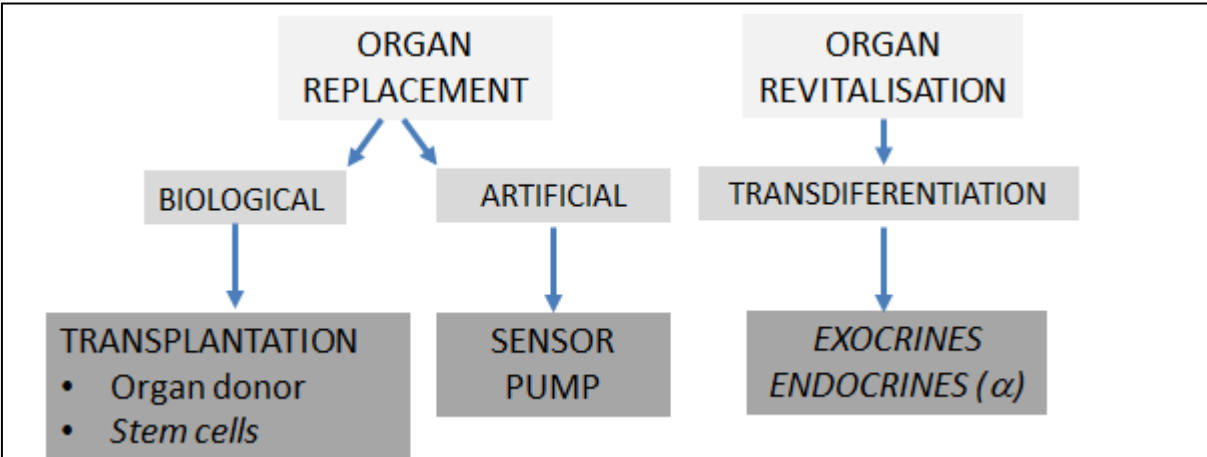 ORGAN
REPLACEMENT
ORGAN
REVITALISATION
BIOLOGICAL
ARTIFICIAL
TRANSDIFERENTIATION
TRANSPLANTATION
• Organ donor
• Stem cells
SENSOR
PUMP
EXOCRINES
ENDOCRINES (α)